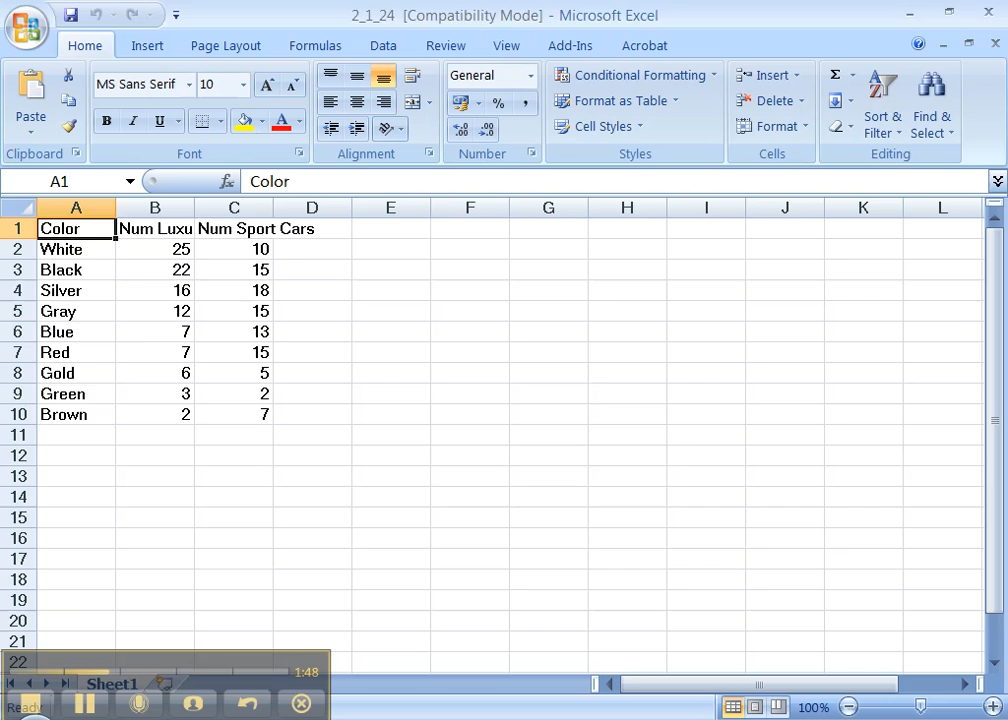 2_1_24 [Compatibility Mode] - Microsoft Excel
Home Insert Page Layout Formulas Data Review View Add-Ins Acrobat
Paste
Clipboard
MS Sans Serif 10
A A
B I U A
Font
Alignment
General
% ,
Number
Conditional Formatting
Format as Table
Cell Styles
Styles
Insert
Delete
Format
Cells
Σ
Sort & Filter
Find & Select
Editing
A1 fx Color
A B C D E F G H I J K L
1 Color Num Luxu Num Sport Cars
2 White 25 10
3 Black 22 15
4 Silver 16 18
5 Gray 12 15
6 Blue 7 13
7 Red 7 15
8 Gold 6 5
9 Green 3 2
10 Brown 2 7
11
12
13
14
15
16
17
18
19
20
21
22
1:48
Sheet1
Ready 100%